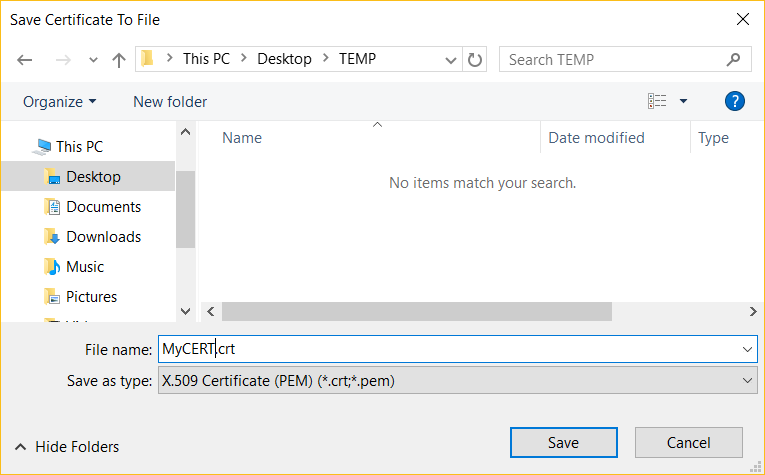 Save Certificate To File
This PC > Desktop > TEMP
Search TEMP
Organize
New folder
?
Name
Date modified
Type
This PC
Desktop
Documents
Downloads
Music
Pictures
No items match your search.
File name: MyCERT.crt
Save as type: X.509 Certificate (PEM) (*.crt;*.pem)
Hide Folders
Save
Cancel